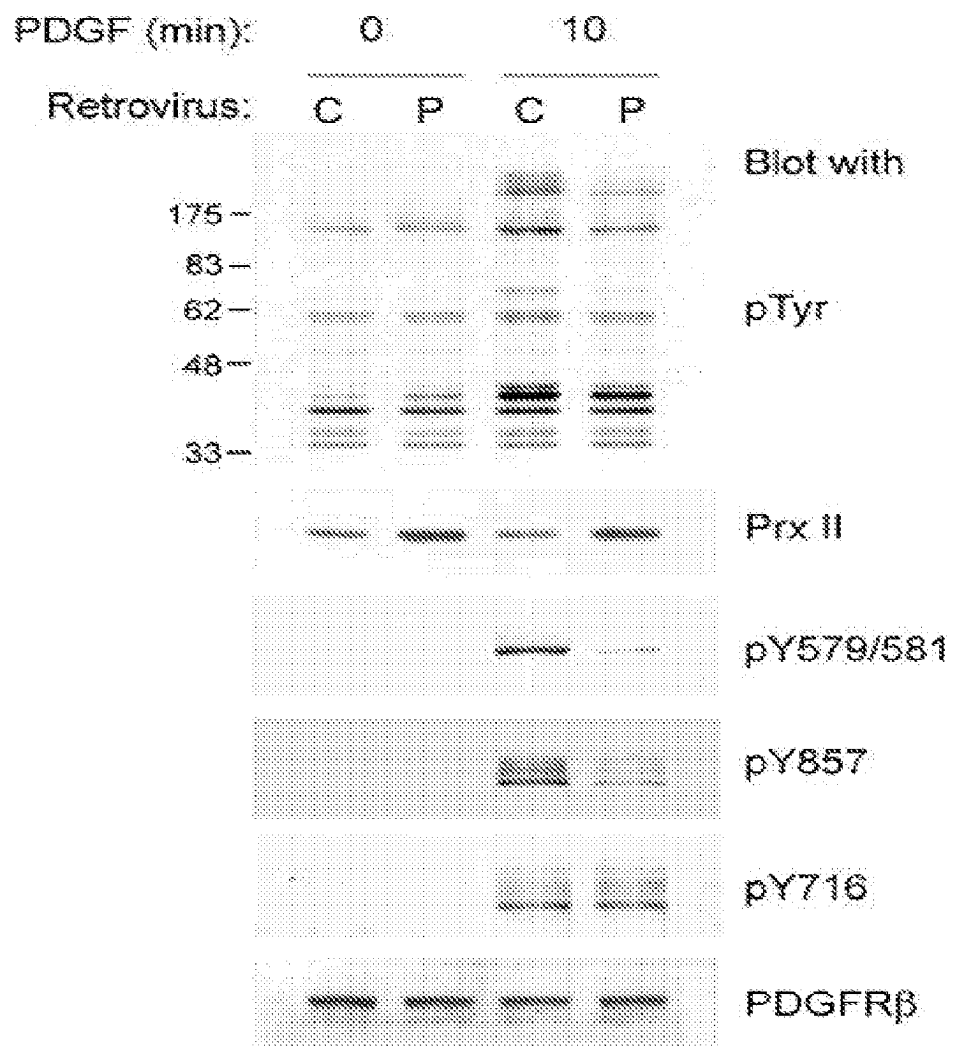 PDGF (min): 0 10
Retrovirus: C P C P
Blot with
175
83
62
pTyr
48
33
Prx II
pY579/581
pY857
pY716
PDGFRβ